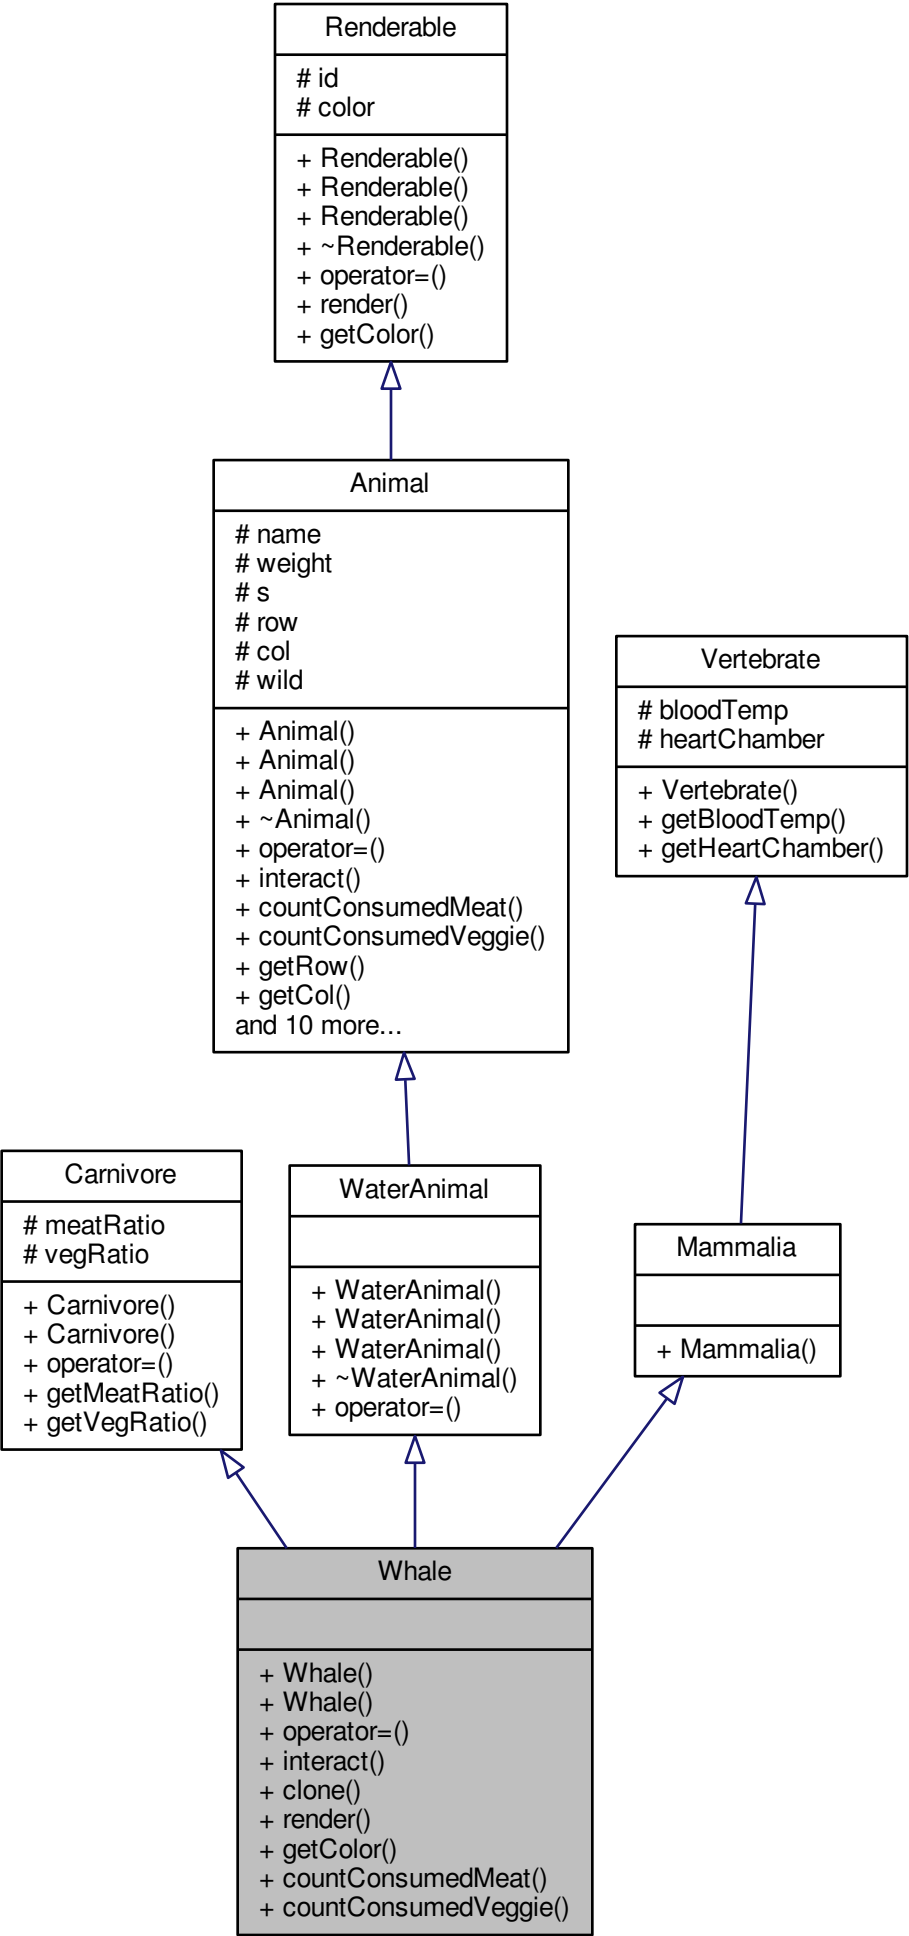 Renderable
# id
# color
+ Renderable()
+ Renderable()
+ Renderable()
+ ~Renderable()
+ operator=()
+ render()
+ getColor()
Animal
# name
# weight
# s
# row
# col
# wild
+ Animal()
+ Animal()
+ Animal()
+ ~Animal()
+ operator=()
+ interact()
+ countConsumedMeat()
+ countConsumedVeggie()
+ getRow()
+ getCol()
and 10 more...
Vertebrate
# bloodTemp
# heartChamber
+ Vertebrate()
+ getBloodTemp()
+ getHeartChamber()
Carnivore
# meatRatio
# vegRatio
+ Carnivore()
+ Carnivore()
+ operator=()
+ getMeatRatio()
+ getVegRatio()
WaterAnimal
+ WaterAnimal()
+ WaterAnimal()
+ WaterAnimal()
+ ~WaterAnimal()
+ operator=()
Mammalia
+ Mammalia()
Whale
+ Whale()
+ Whale()
+ operator=()
+ interact()
+ clone()
+ render()
+ getColor()
+ countConsumedMeat()
+ countConsumedVeggie()